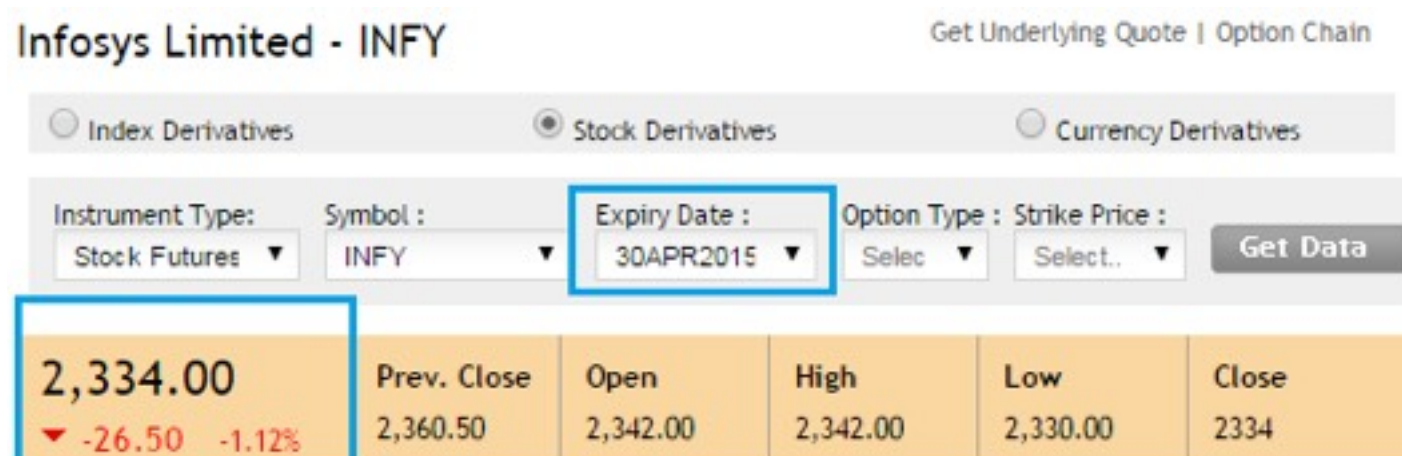 Infosys Limited - INFY
Get Underlying Quote | Option Chain
Index Derivatives Stock Derivatives Currency Derivatives
Instrument Type: Symbol : Expiry Date : Option Type : Strike Price :
Stock Futures INFY 30APR2015 Selec Select.. Get Data
2,334.00 Prev. Close Open High Low Close
-26.50 -1.12% 2,360.50 2,342.00 2,342.00 2,330.00 2334